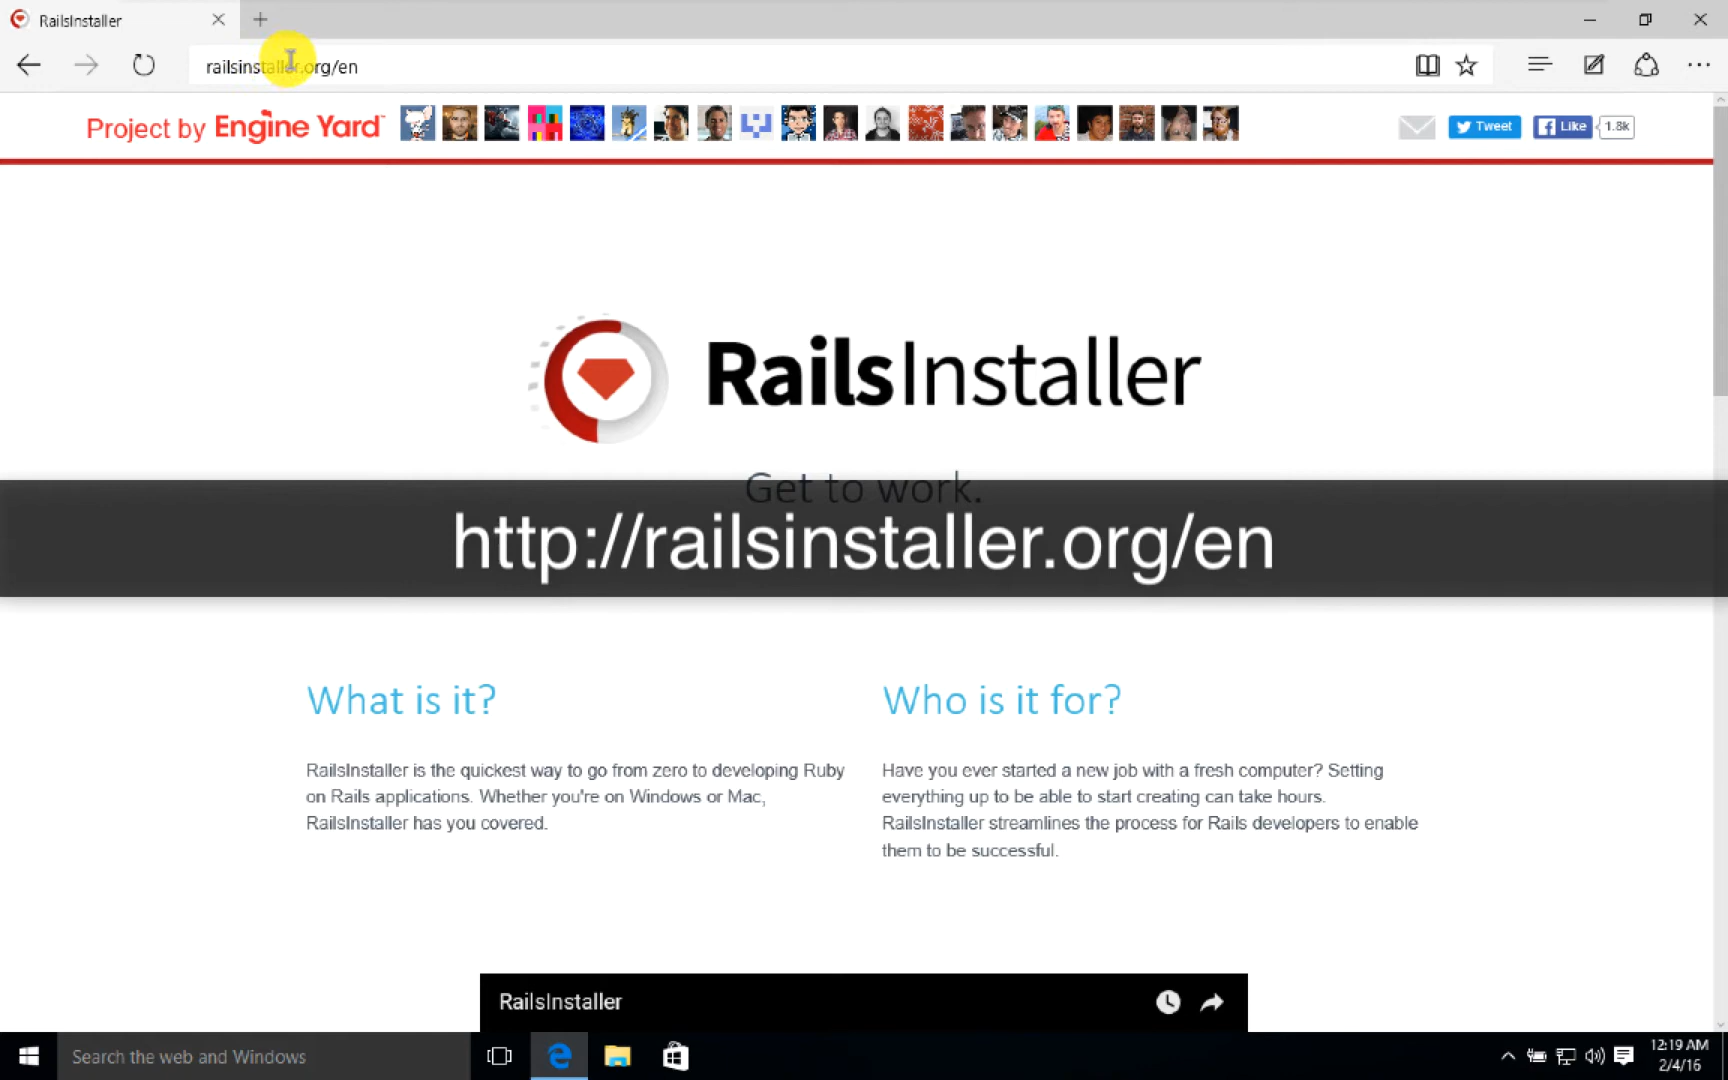 RailsInstaller
railsinstaller.org/en
Project by Engine Yard
Tweet
Like
1.8k
RailsInstaller
Get to work.
http://railsinstaller.org/en
What is it?
RailsInstaller is the quickest way to go from zero to developing Ruby
on Rails applications. Whether you're on Windows or Mac,
RailsInstaller has you covered.
Who is it for?
Have you ever started a new job with a fresh computer? Setting
everything up to be able to start creating can take hours.
RailsInstaller streamlines the process for Rails developers to enable
them to be successful.
RailsInstaller
Search the web and Windows
12:19 AM
2/4/16